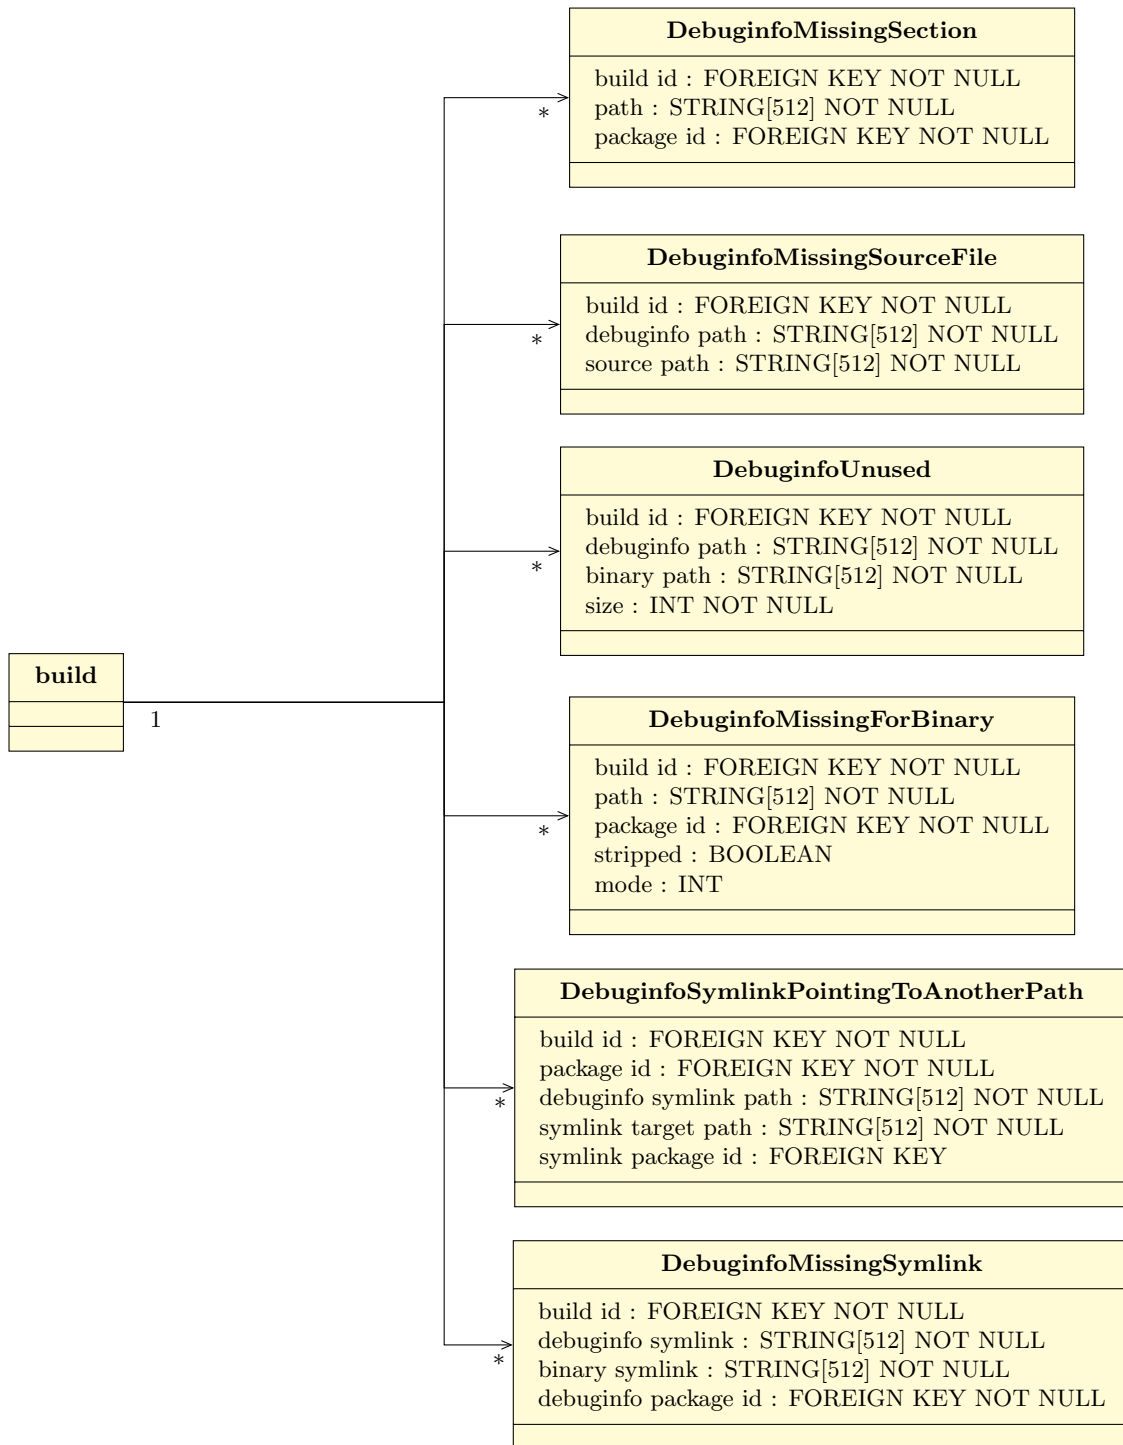 DebuginfoMissingSection
build id : FOREIGN KEY NOT NULL
path : STRING[512] NOT NULL
package id : FOREIGN KEY NOT NULL
*
DebuginfoMissingSourceFile
build id : FOREIGN KEY NOT NULL
debuginfo path : STRING[512] NOT NULL
source path : STRING[512] NOT NULL
*
DebuginfoUnused
build id : FOREIGN KEY NOT NULL
debuginfo path : STRING[512] NOT NULL
binary path : STRING[512] NOT NULL
size : INT NOT NULL
*
build
1
DebuginfoMissingForBinary
build id : FOREIGN KEY NOT NULL
path : STRING[512] NOT NULL
package id : FOREIGN KEY NOT NULL
stripped : BOOLEAN
mode : INT
*
DebuginfoSymlinkPointingToAnotherPath
build id : FOREIGN KEY NOT NULL
package id : FOREIGN KEY NOT NULL
debuginfo symlink path : STRING[512] NOT NULL
symlink target path : STRING[512] NOT NULL
symlink package id : FOREIGN KEY
*
DebuginfoMissingSymlink
build id : FOREIGN KEY NOT NULL
debuginfo symlink : STRING[512] NOT NULL
binary symlink : STRING[512] NOT NULL
debuginfo package id : FOREIGN KEY NOT NULL
*